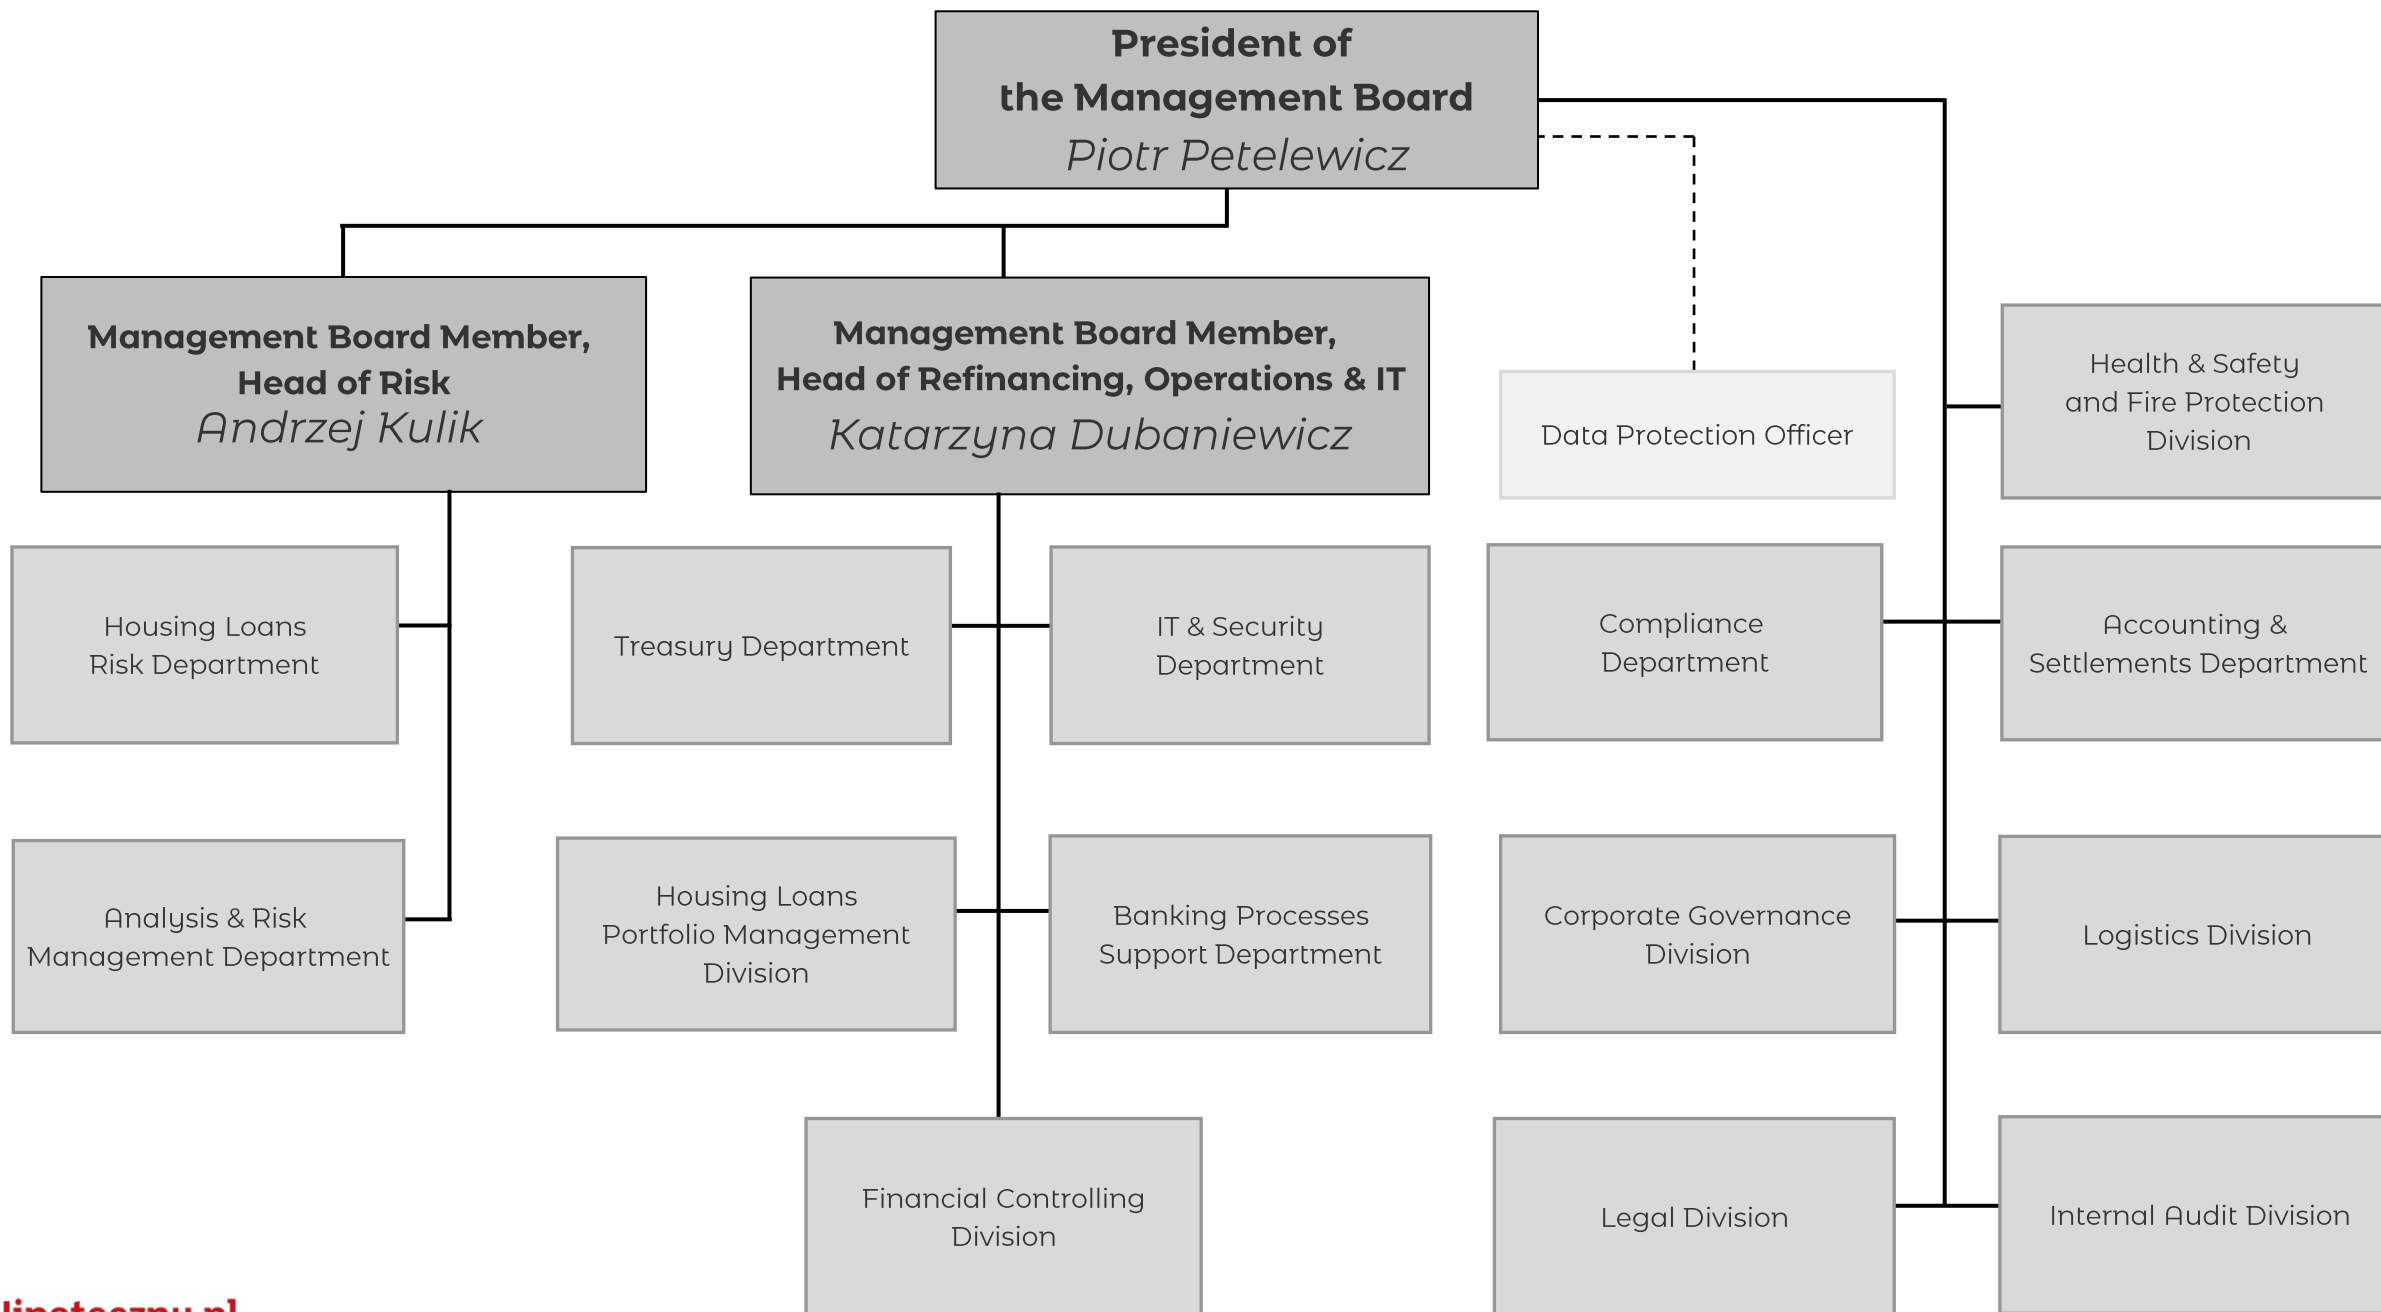 President of
the Management Board
Piotr Petelewicz
Management Board Member,
Head of Risk
Andrzej Kulik
Management Board Member,
Head of Refinancing, Operations & IT
Katarzyna Dubaniewicz
Data Protection Officer
Health & Safety
and Fire Protection
Division
Housing Loans
Risk Department
Treasury Department
IT & Security
Department
Compliance
Department
Accounting &
Settlements Department
Analysis & Risk
Management Department
Housing Loans
Portfolio Management
Division
Banking Processes
Support Department
Corporate Governance
Division
Logistics Division
Financial Controlling
Division
Legal Division
Internal Audit Division